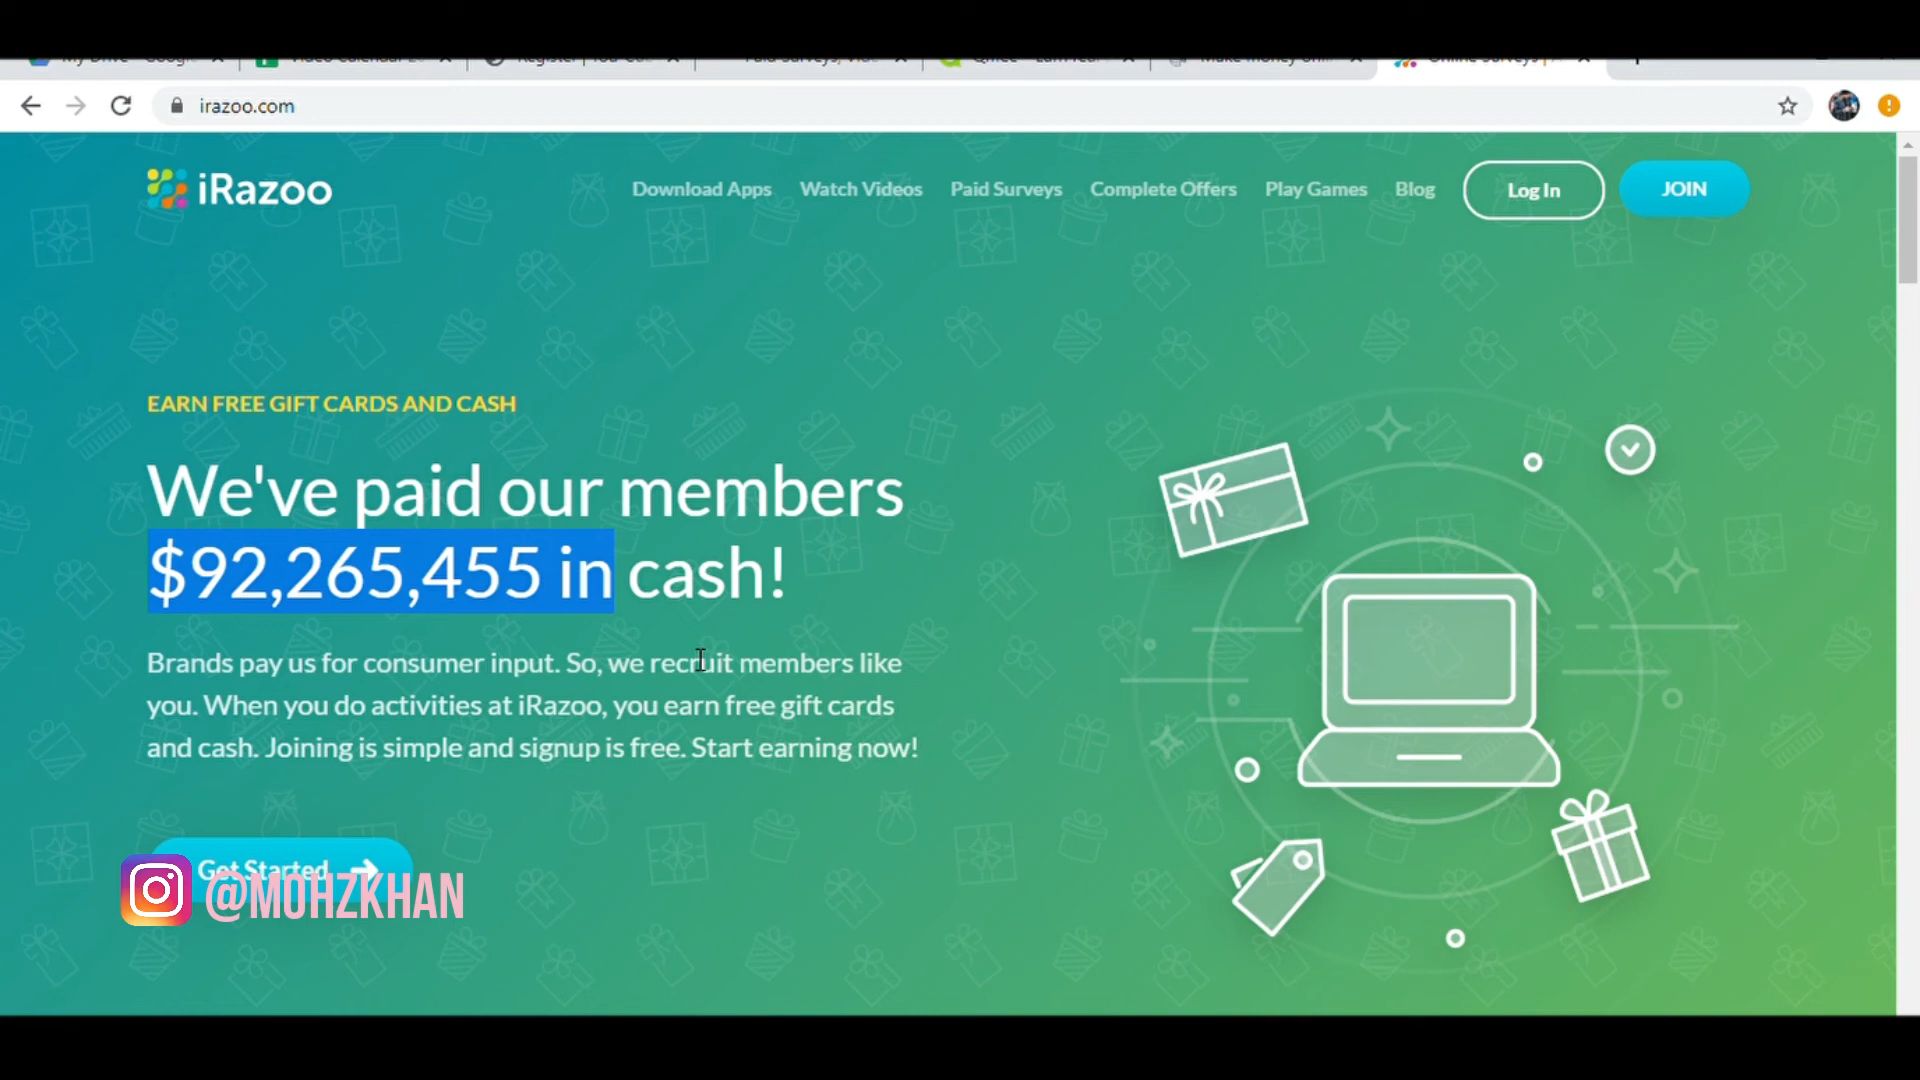 irazoo.com
iRazoo
Download Apps
Watch Videos
Paid Surveys
Complete Offers
Play Games
Blog
Log In
JOIN
EARN FREE GIFT CARDS AND CASH
We've paid our members
$92,265,455 in cash!
Brands pay us for consumer input. So, we recruit members like
you. When you do activities at iRazoo, you earn free gift cards
and cash. Joining is simple and signup is free. Start earning now!
Get Started
@MOHZKHAN